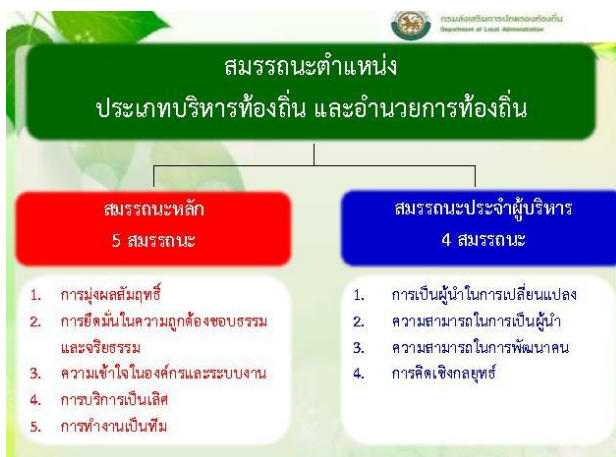 กรมส่งเสริมการปกครองท้องถิ่น
Department of Local Administration
สมรรถนะตำแหน่ง
ประเภทบริหารท้องถิ่น และอำนวยการท้องถิ่น
สมรรถนะหลัก
5 สมรรถนะ
1. การมุ่งผลสัมฤทธิ์
2. การยึดมั่นในความถูกต้องชอบธรรม
และจริยธรรม
3. ความเข้าใจในองค์กรและระบบงาน
4. การบริการเป็นเลิศ
5. การทำงานเป็นทีม
สมรรถนะประจำผู้บริหาร
4 สมรรถนะ
1. การเป็นผู้นำในการเปลี่ยนแปลง
2. ความสามารถในการเป็นผู้นำ
3. ความสามารถในการพัฒนาคน
4. การคิดเชิงกลยุทธ์